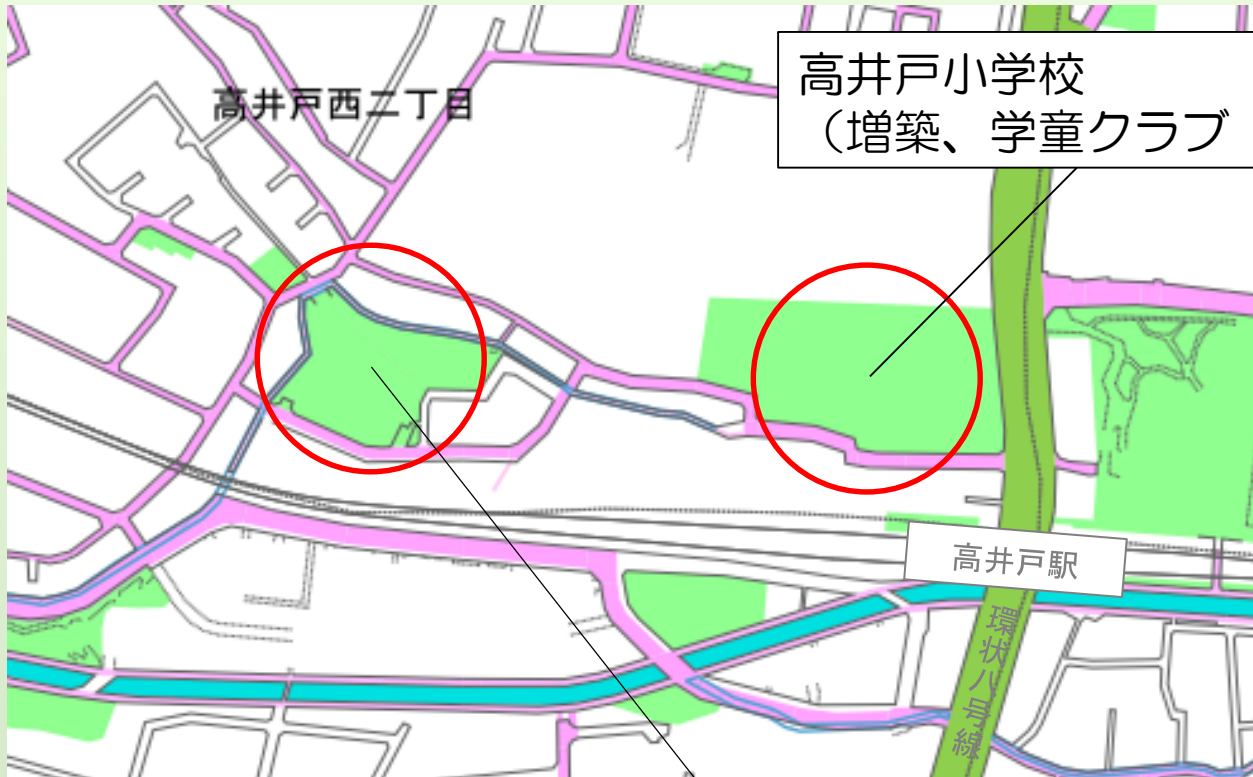 高井戸小学校
（増築、学童クラブ
高井戸西二丁目
高井戸駅
環状八号線